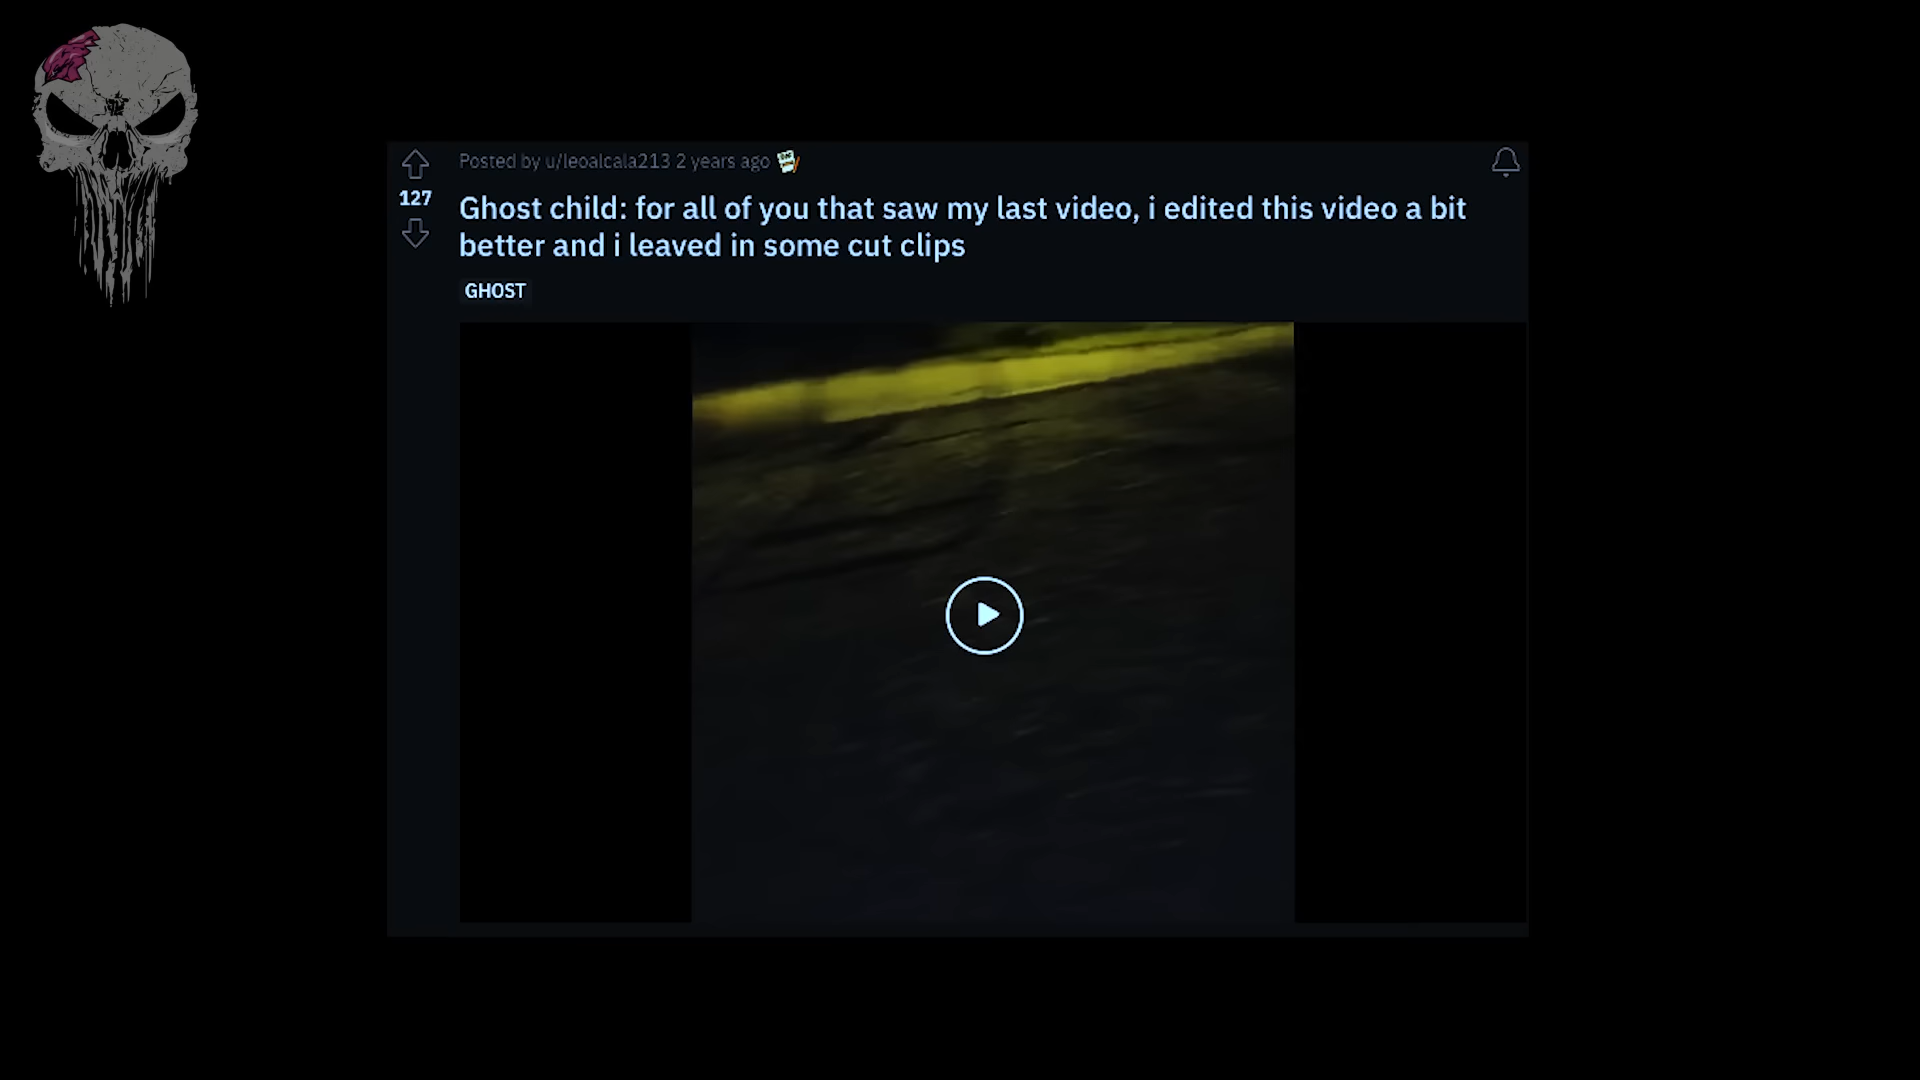 Posted by u/leoalcala213 2 years ago
127
Ghost child: for all of you that saw my last video, i edited this video a bit
better and i leaved in some cut clips
GHOST